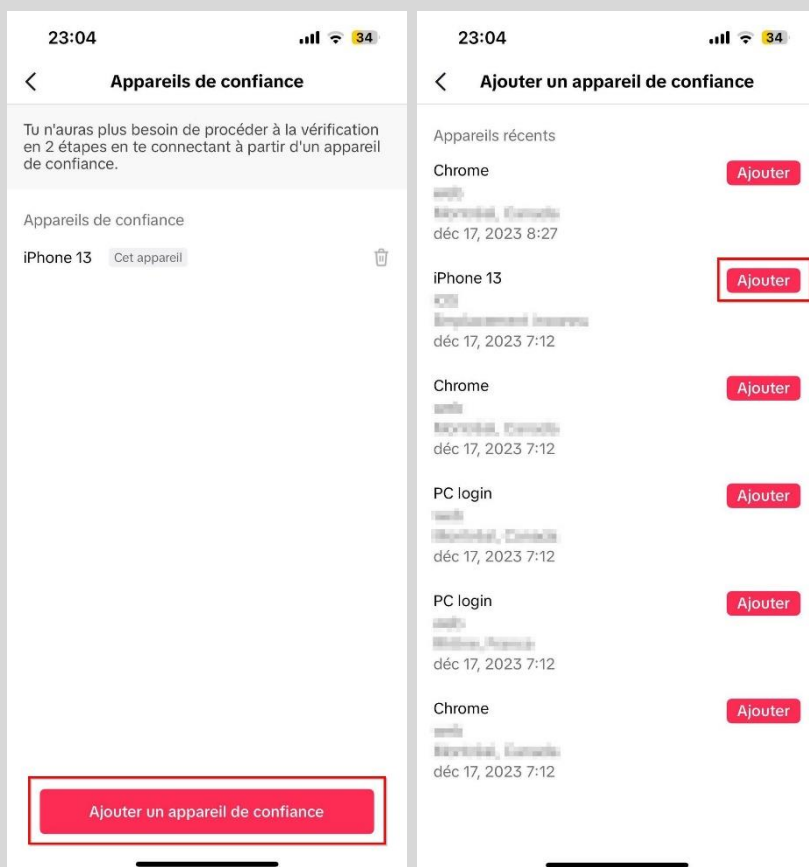 23:04
34
Appareils de confiance
Tu n'auras plus besoin de procéder à la vérification
en 2 étapes en te connectant à partir d'un appareil
de confiance.
Appareils de confiance
iPhone 13 Cet appareil
Ajouter un appareil de confiance
23:04
34
Ajouter un appareil de confiance
Appareils récents
Chrome
Ajouter
déc 17, 2023 8:27
iPhone 13
Ajouter
déc 17, 2023 7:12
Chrome
Ajouter
déc 17, 2023 7:12
PC login
Ajouter
déc 17, 2023 7:12
PC login
Ajouter
déc 17, 2023 7:12
Chrome
Ajouter
déc 17, 2023 7:12